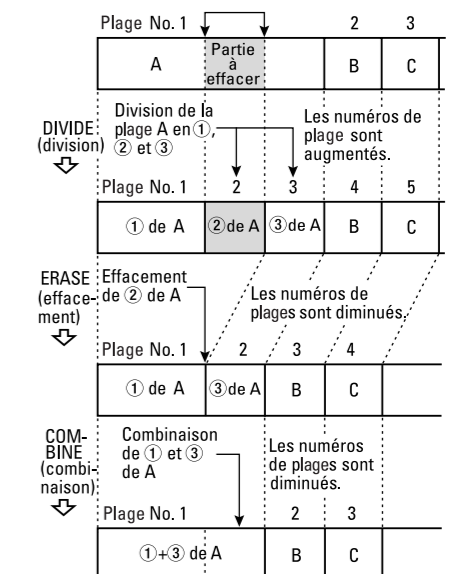 Plage No. 1 2 3
A Partie à effacer B C
DIVIDE (division)
Division de la plage A en ①, ② et ③
Les numéros de plage sont augmentés.
Plage No. 1 2 3 4 5
① de A ②de A ③de A B C
ERASE (efface-ment)
Effacement de ② de A
Les numéros de plages sont diminués.
Plage No. 1 2 3 4
① de A ③de A B C
COM-BINE (combi-naison)
Combinaison de ① et ③ de A
Les numéros de plages sont diminués.
Plage No. 1 2 3
①+③ de A B C